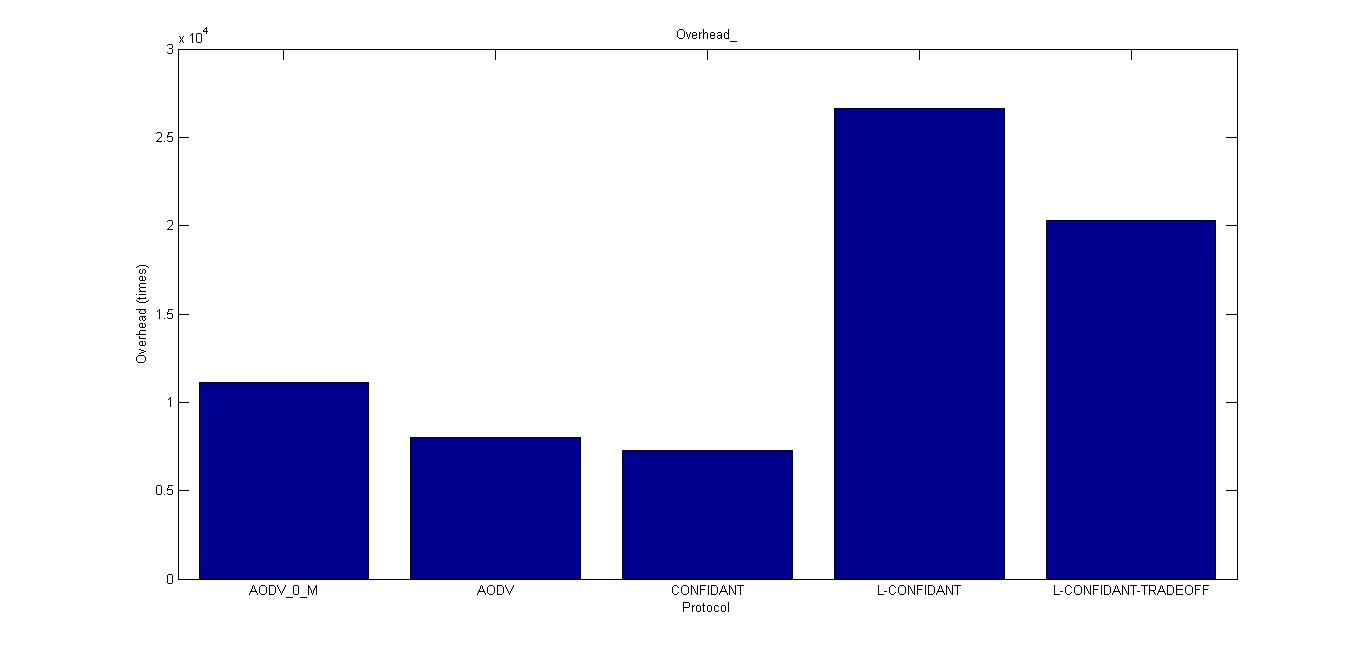 Overhead_
x 10^4
3
2.5
2
1.5
1
0.5
0
Overhead (times)
AODV_0_M AODV CONFIDANT L-CONFIDANT L-CONFIDANT-TRADEOFF
Protocol